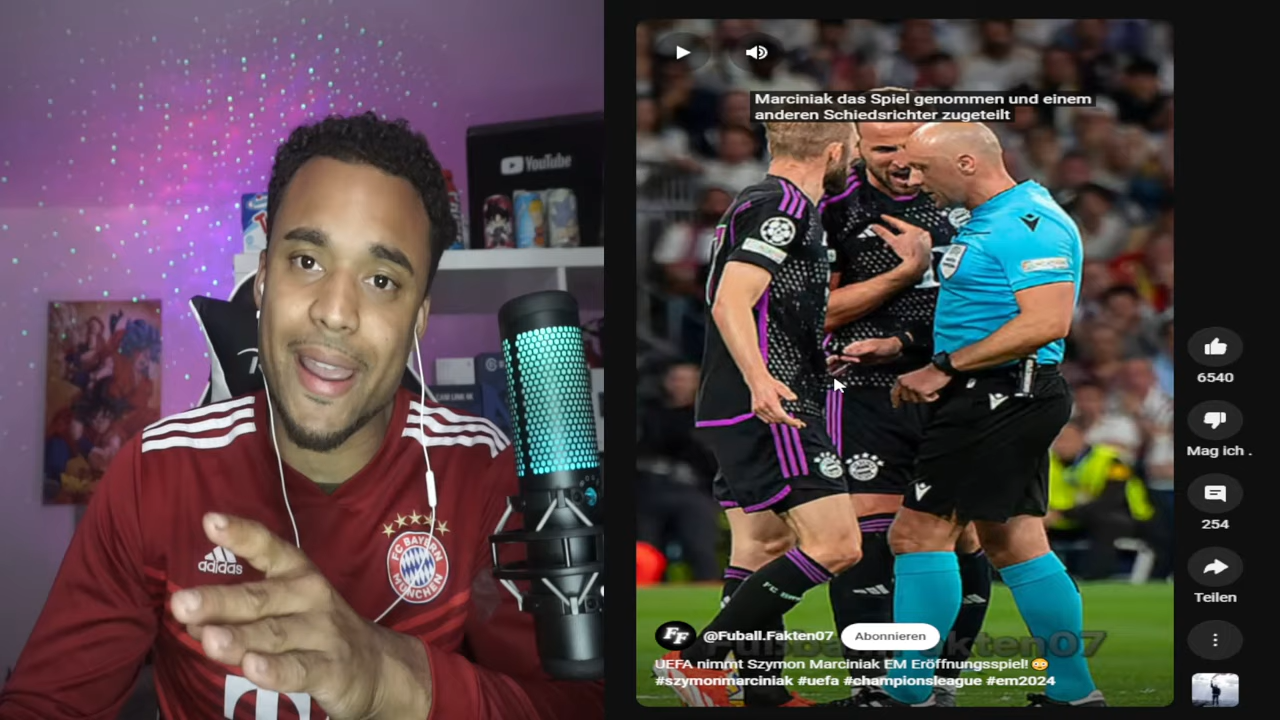 YouTube
adidas
FC BAYERN
MÜNCHEN
T
Marciniak das Spiel genommen und einem
anderen Schiedsrichter zugeteilt
FF
@Fuball.Fakten07
Abonnieren
UEFA nimmt Szymon Marciniak EM Eröffnungsspiel! 😳
#szymonmarciniak #uefa #championsleague #em2024
6540
Mag ich .
254
Teilen